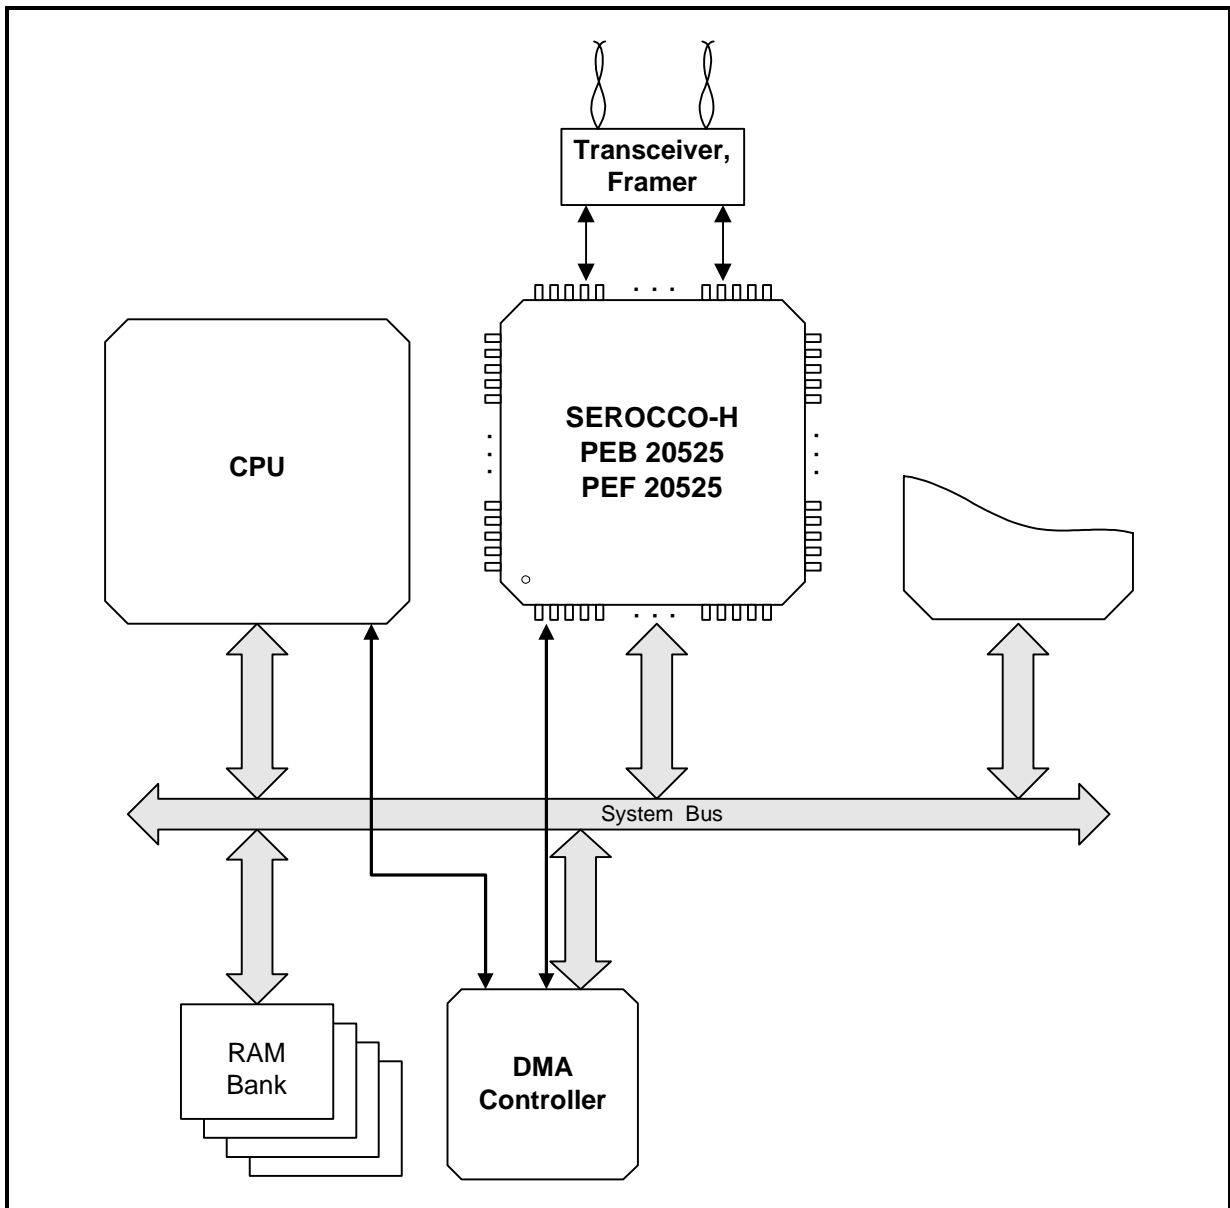 Transceiver,
Framer
CPU
SEROCCO-H
PEB 20525
PEF 20525
System Bus
RAM
Bank
DMA
Controller